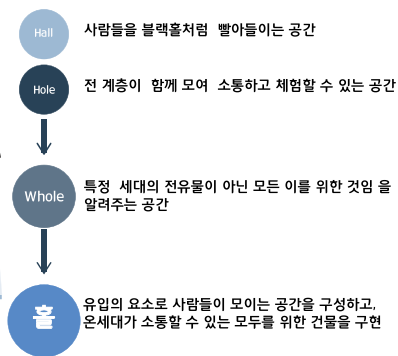 Hall
사람들을 블랙홀처럼 빨아들이는 공간
Hole
전 계층이 함께 모여 소통하고 체험할 수 있는 공간
Whole
특정 세대의 전유물이 아닌 모든 이를 위한 것임 을
알려주는 공간
홀
유입의 요소로 사람들이 모이는 공간을 구성하고,
온세대가 소통할 수 있는 모두를 위한 건물을 구현